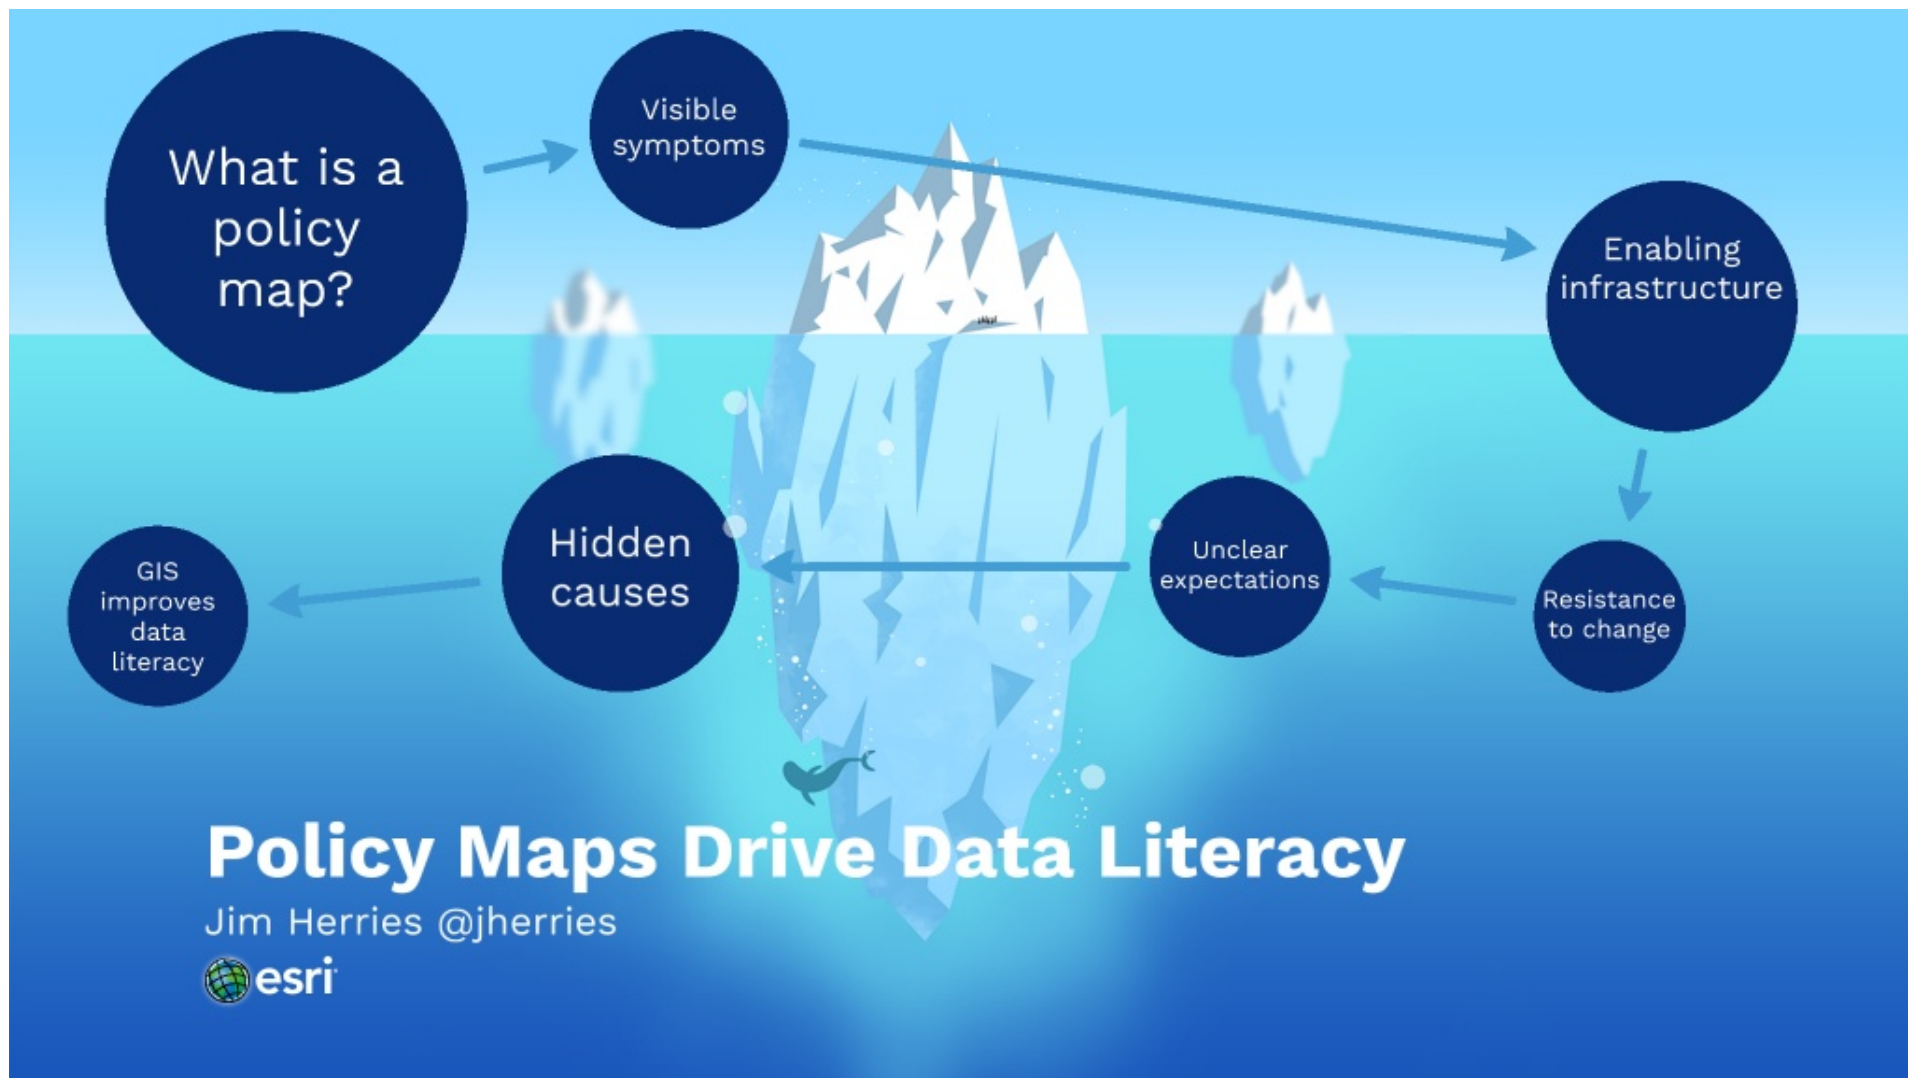 What is a
policy
map?
Visible
symptoms
Enabling
infrastructure
Resistance
to change
Unclear
expectations
Hidden
causes
GIS
improves
data
literacy
Policy Maps Drive Data Literacy
Jim Herries @jherries
esri